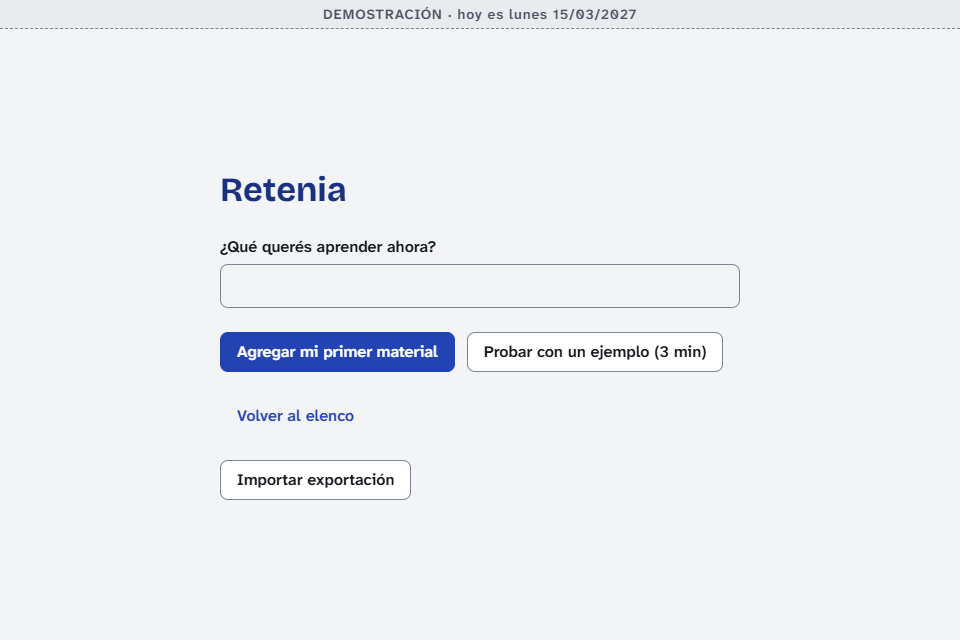 DEMOSTRACIÓN · hoy es lunes 15/03/2027
Retenia
¿Qué querés aprender ahora?
Agregar mi primer material
Probar con un ejemplo (3 min)
Volver al elenco
Importar exportación